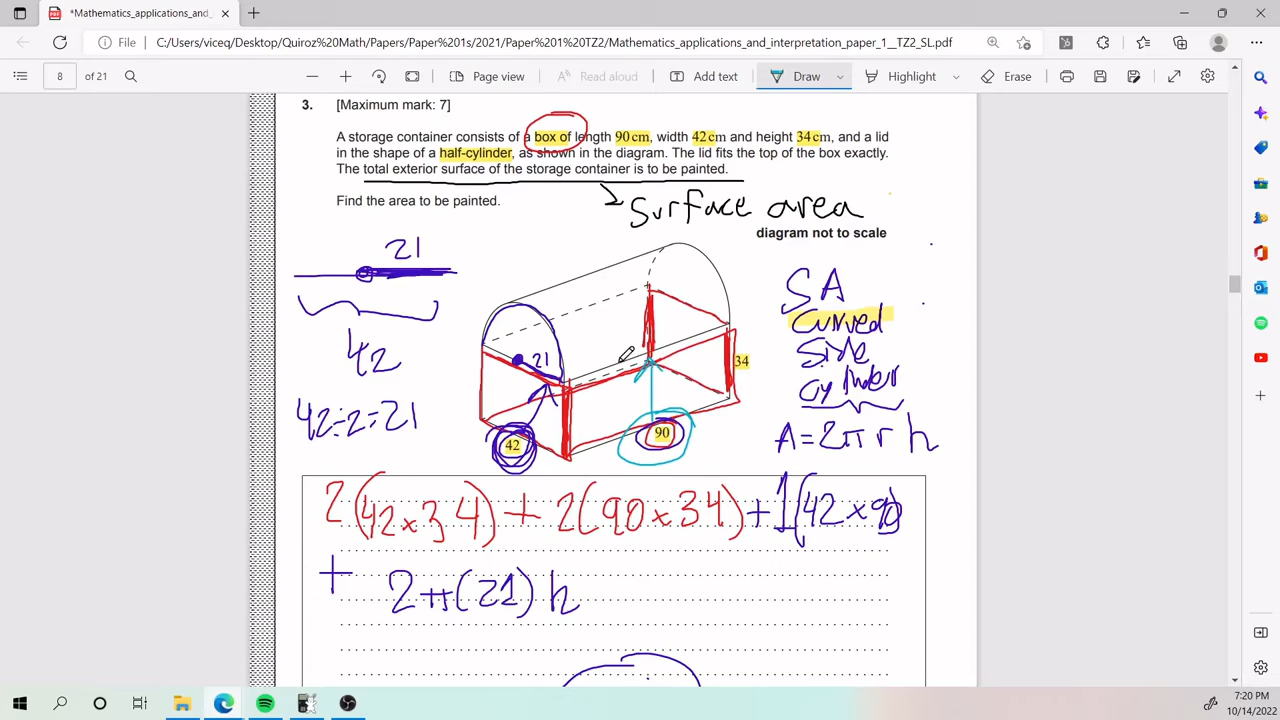 *Mathematics_applications_and_
File
C:/Users/viceq/Desktop/Quiroz%20Math/Papers/Paper%201s/2021/Paper%201%20TZ2/Mathematics_applications_and_interpretation_paper_1__TZ2_SL.pdf
8 of 21
Page view
Read aloud
Add text
Draw
Highlight
Erase
3. [Maximum mark: 7]
A storage container consists of a box of length 90 cm, width 42 cm and height 34 cm, and a lid
in the shape of a half-cylinder, as shown in the diagram. The lid fits the top of the box exactly.
The total exterior surface of the storage container is to be painted.
Find the area to be painted.
Surface area
diagram not to scale
21
42
42÷2=21
21
34
42
90
SA
curved
side
cylinder
A=2πrh
2(42×34)+2(90×34)+1(42×90)
+ 2π(21)h
7:20 PM
10/14/2022